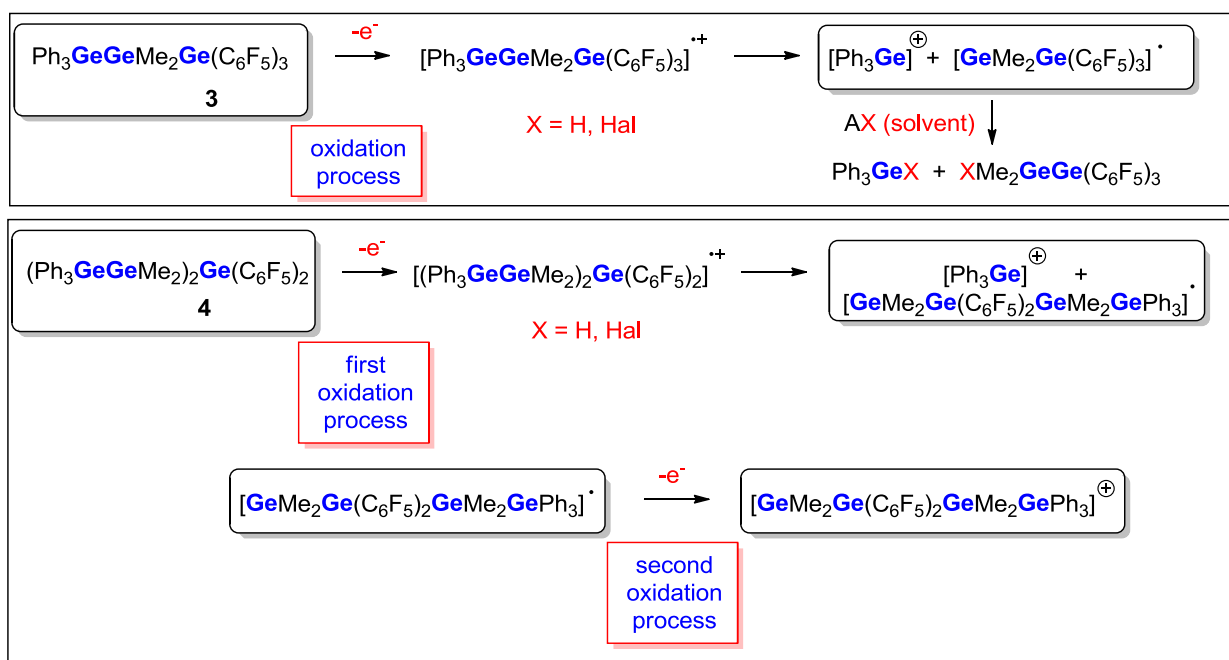 -e⁻
Ph₃GeGeMe₂Ge(C₆F₅)₃ [Ph₃GeGeMe₂Ge(C₆F₅)₃]•+ [Ph₃Ge]⊕ + [GeMe₂Ge(C₆F₅)₃]•
3
X = H, Hal
AX (solvent)
oxidation
process
Ph₃GeX + XMe₂GeGe(C₆F₅)₃
-e⁻
(Ph₃GeGeMe₂)₂Ge(C₆F₅)₂ [(Ph₃GeGeMe₂)₂Ge(C₆F₅)₂]•+ [Ph₃Ge]⊕ +
4
[GeMe₂Ge(C₆F₅)₂GeMe₂GePh₃]•
X = H, Hal
first
oxidation
process
-e⁻
[GeMe₂Ge(C₆F₅)₂GeMe₂GePh₃]• [GeMe₂Ge(C₆F₅)₂GeMe₂GePh₃]⊕
second
oxidation
process